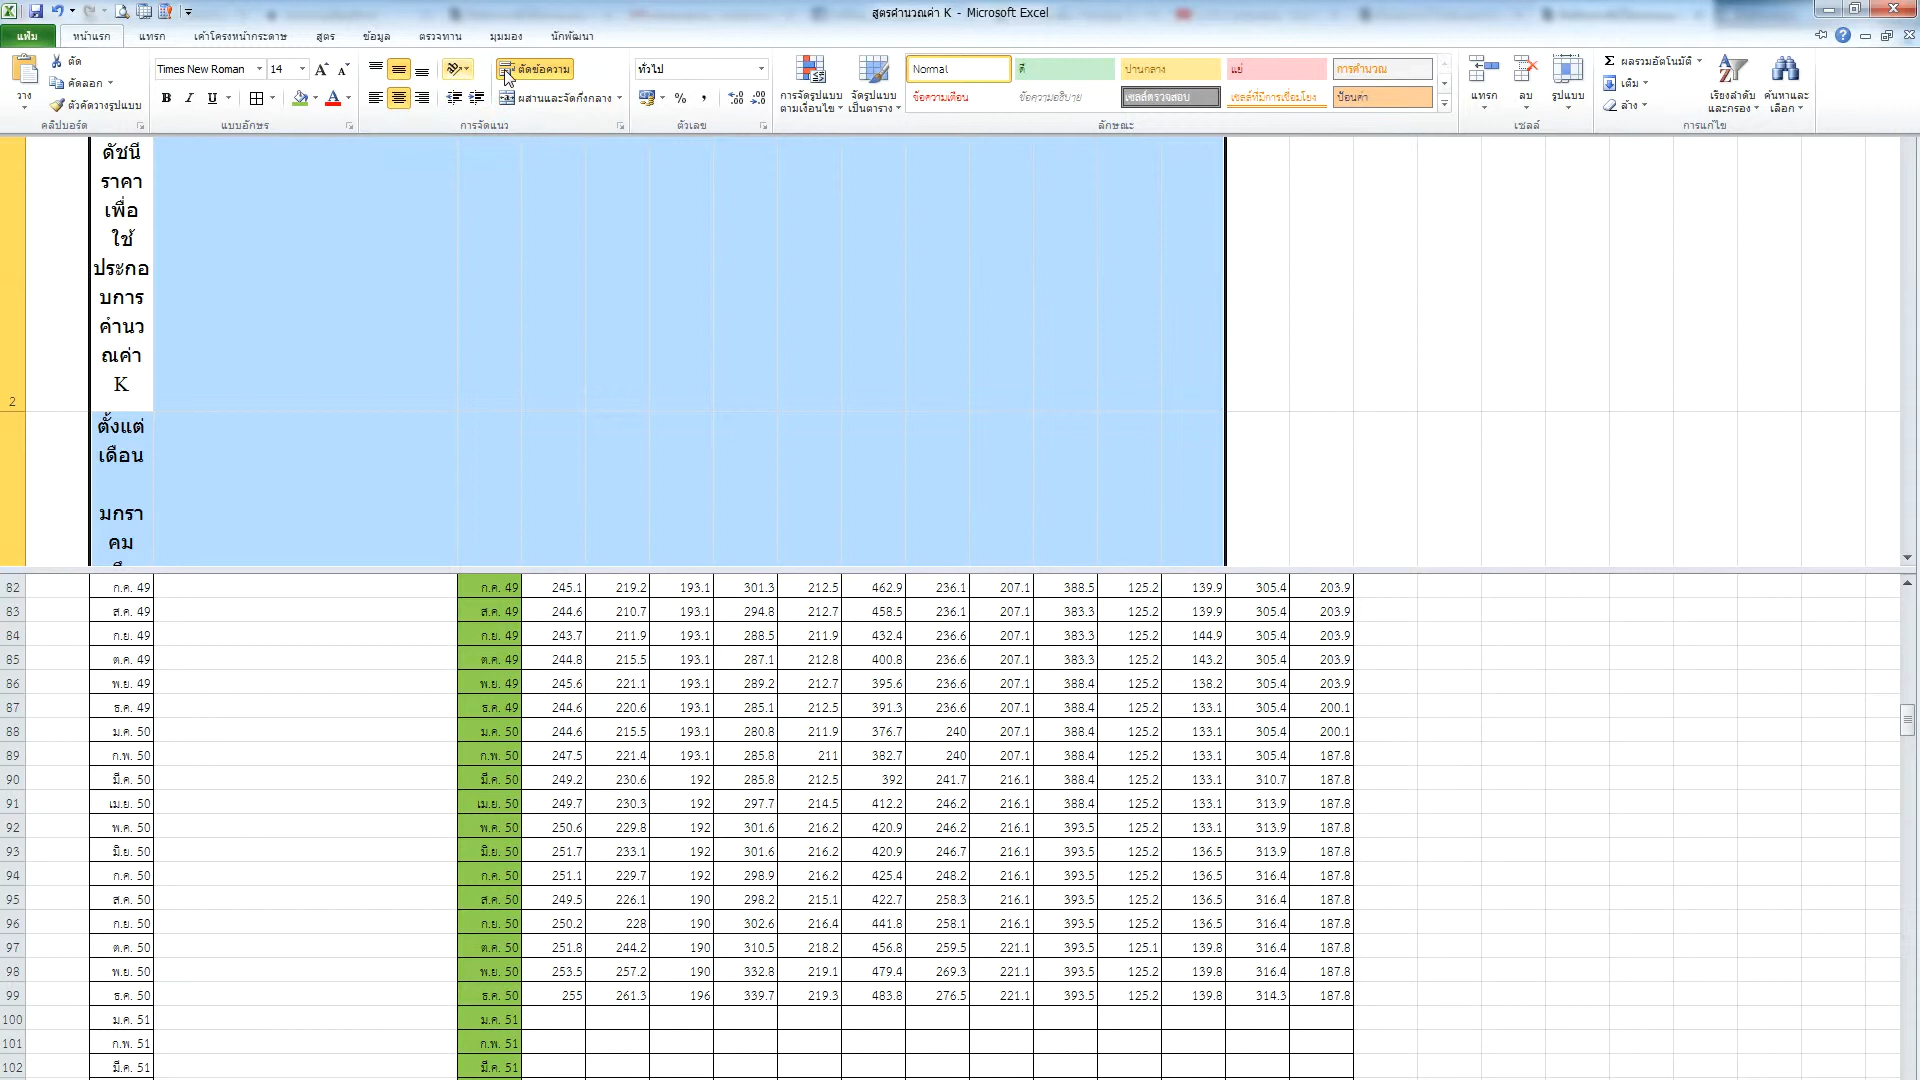 สูตรคำนวณค่า K - Microsoft Excel
แฟ้ม หน้าแรก แทรก เค้าโครงหน้ากระดาษ สูตร ข้อมูล ตรวจทาน มุมมอง นักพัฒนา
วาง
ตัด
คัดลอก
ตัวคัดวางรูปแบบ
คลิปบอร์ด
Times New Roman 14
B I U
แบบอักษร
ตัดข้อความ
ผสานและจัดกึ่งกลาง
การจัดแนว
ทั่วไป
ตัวเลข
การจัดรูปแบบ
ตามเงื่อนไข
จัดรูปแบบ
เป็นตาราง
Normal ดี ปานกลาง แย่ การคำนวณ
ข้อความเตือน ข้อความอธิบาย เซลล์ตรวจสอบ เซลล์ที่มีการเชื่อมโยง ป้อนค่า
ลักษณะ
แทรก ลบ รูปแบบ
เซลล์
Σ ผลรวมอัตโนมัติ
เติม
ล้าง
เรียงลำดับ
และกรอง
ค้นหาและ
เลือก
การแก้ไข
ดัชนี
ราคา
เพื่อ
ใช้
ประกอ
บการ
คำนว
ณค่า
K
2
ตั้งแต่
เดือน
มกรา
คม
82 ก.ค. 49 ก.ค. 49 245.1 219.2 193.1 301.3 212.5 462.9 236.1 207.1 388.5 125.2 139.9 305.4 203.9
83 ส.ค. 49 ส.ค. 49 244.6 210.7 193.1 294.8 212.7 458.5 236.1 207.1 383.3 125.2 139.9 305.4 203.9
84 ก.ย. 49 ก.ย. 49 243.7 211.9 193.1 288.5 211.9 432.4 236.6 207.1 383.3 125.2 144.9 305.4 203.9
85 ต.ค. 49 ต.ค. 49 244.8 215.5 193.1 287.1 212.8 400.8 236.6 207.1 383.3 125.2 143.2 305.4 203.9
86 พ.ย. 49 พ.ย. 49 245.6 221.1 193.1 289.2 212.7 395.6 236.6 207.1 388.4 125.2 138.2 305.4 203.9
87 ธ.ค. 49 ธ.ค. 49 244.6 220.6 193.1 285.1 212.5 391.3 236.6 207.1 388.4 125.2 133.1 305.4 200.1
88 ม.ค. 50 ม.ค. 50 244.6 215.5 193.1 280.8 211.9 376.7 240 207.1 388.4 125.2 133.1 305.4 200.1
89 ก.พ. 50 ก.พ. 50 247.5 221.4 193.1 285.8 211 382.7 240 207.1 388.4 125.2 133.1 305.4 187.8
90 มี.ค. 50 มี.ค. 50 249.2 230.6 192 285.8 212.5 392 241.7 216.1 388.4 125.2 133.1 310.7 187.8
91 เม.ย. 50 เม.ย. 50 249.7 230.3 192 297.7 214.5 412.2 246.2 216.1 388.4 125.2 133.1 313.9 187.8
92 พ.ค. 50 พ.ค. 50 250.6 229.8 192 301.6 216.2 420.9 246.2 216.1 393.5 125.2 133.1 313.9 187.8
93 มิ.ย. 50 มิ.ย. 50 251.7 233.1 192 301.6 216.2 420.9 246.7 216.1 393.5 125.2 136.5 313.9 187.8
94 ก.ค. 50 ก.ค. 50 251.1 229.7 192 298.9 216.2 425.4 248.2 216.1 393.5 125.2 136.5 316.4 187.8
95 ส.ค. 50 ส.ค. 50 249.5 226.1 190 298.2 215.1 422.7 258.3 216.1 393.5 125.2 136.5 316.4 187.8
96 ก.ย. 50 ก.ย. 50 250.2 228 190 302.6 216.4 441.8 258.1 216.1 393.5 125.2 136.5 316.4 187.8
97 ต.ค. 50 ต.ค. 50 251.8 244.2 190 310.5 218.2 456.8 259.5 221.1 393.5 125.1 139.8 316.4 187.8
98 พ.ย. 50 พ.ย. 50 253.5 257.2 190 332.8 219.1 479.4 269.3 221.1 393.5 125.2 139.8 316.4 187.8
99 ธ.ค. 50 ธ.ค. 50 255 261.3 196 339.7 219.3 483.8 276.5 221.1 393.5 125.2 139.8 314.3 187.8
100 ม.ค. 51 ม.ค. 51
101 ก.พ. 51 ก.พ. 51
102 มี.ค. 51 มี.ค. 51